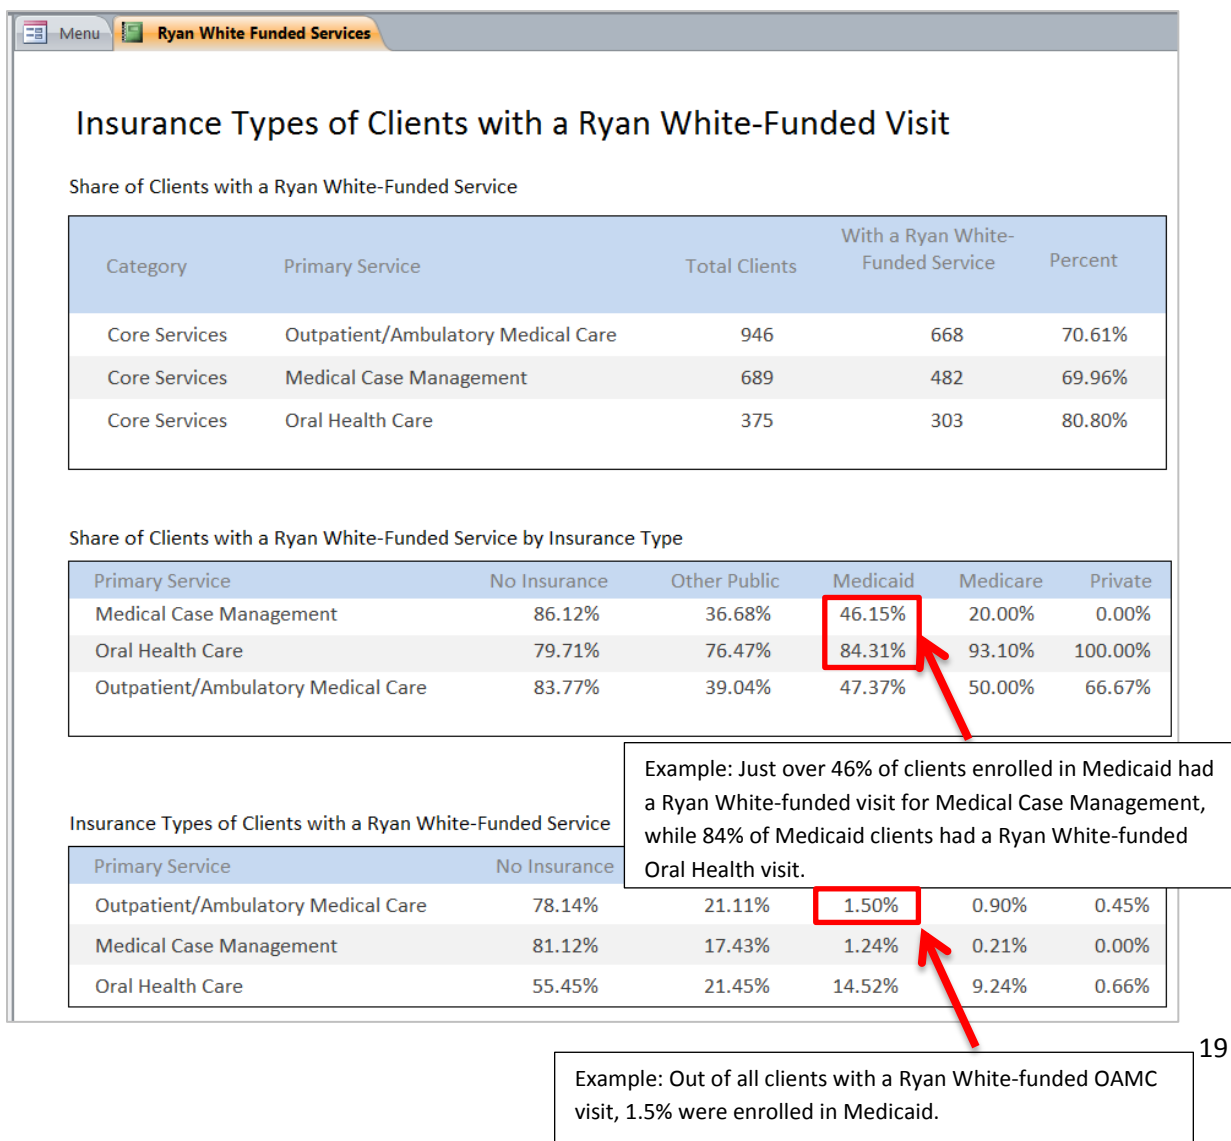 Menu Ryan White Funded Services
Insurance Types of Clients with a Ryan White-Funded Visit
Share of Clients with a Ryan White-Funded Service
Category Primary Service Total Clients With a Ryan White-
Funded Service Percent
Core Services Outpatient/Ambulatory Medical Care 946 668 70.61%
Core Services Medical Case Management 689 482 69.96%
Core Services Oral Health Care 375 303 80.80%
Share of Clients with a Ryan White-Funded Service by Insurance Type
Primary Service No Insurance Other Public Medicaid Medicare Private
Medical Case Management 86.12% 36.68% 46.15% 20.00% 0.00%
Oral Health Care 79.71% 76.47% 84.31% 93.10% 100.00%
Outpatient/Ambulatory Medical Care 83.77% 39.04% 47.37% 50.00% 66.67%
Example: Just over 46% of clients enrolled in Medicaid had
a Ryan White-funded visit for Medical Case Management,
while 84% of Medicaid clients had a Ryan White-funded
Oral Health visit.
Insurance Types of Clients with a Ryan White-Funded Service
Primary Service No Insurance
Outpatient/Ambulatory Medical Care 78.14% 21.11% 1.50% 0.90% 0.45%
Medical Case Management 81.12% 17.43% 1.24% 0.21% 0.00%
Oral Health Care 55.45% 21.45% 14.52% 9.24% 0.66%
19
Example: Out of all clients with a Ryan White-funded OAMC
visit, 1.5% were enrolled in Medicaid.